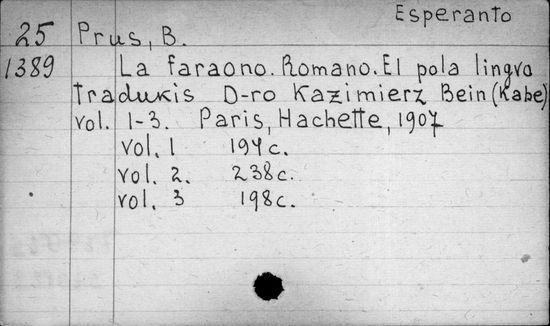 Esperanto
25 Prus, B.
1389 La faraono. Romano. El pola lingvo
tradukis D-ro Kazimierz Bein (Kabe)
vol. 1-3. Paris, Hachette, 1907
vol. 1 194 c.
vol. 2. 238 c.
vol. 3 198 c.